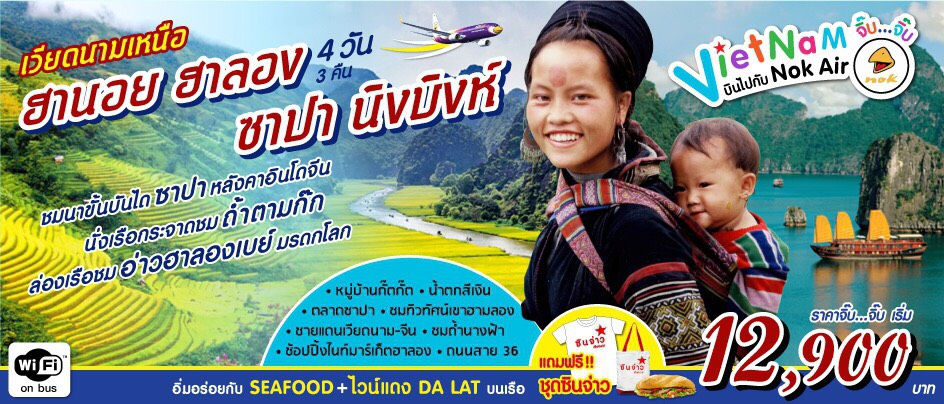 เวียดนามเหนือ
ฮานอย ฮาลอง 4 วัน
3 คืน
ซาปา นิงบิงห์
ชมนาขั้นบันได ซาปา หลังคาอินโดจีน
นั่งเรือกระจาดชม ถ้ำตามก๊ก
ล่องเรือชม อ่าวฮาลองเบย์ มรดกโลก
VietNam จิ๊บ...จิ๊บ
บินไปกับ Nok Air
nok
• หมู่บ้านก๊ตก๊ต • น้ำตกสีเงิน
• ตลาดซาปา • ชมทิวทัศน์เขาฮามลอง
• ชายแดนเวียดนาม-จีน • ชมถ้ำนางฟ้า
• ช้อปปิ้งไนท์มาร์เก็ตฮาลอง • ถนนสาย 36
แถมฟรี !!
ชุดซินจ่าว
ซินจ่าว
ซินจ่าว
ราคาจิ๊บ...จิ๊บ เริ่ม
12,900
บาท
WiFi™
on bus
อิ่มอร่อยกับ SEAFOOD + ไวน์แดง DA LAT บนเรือ